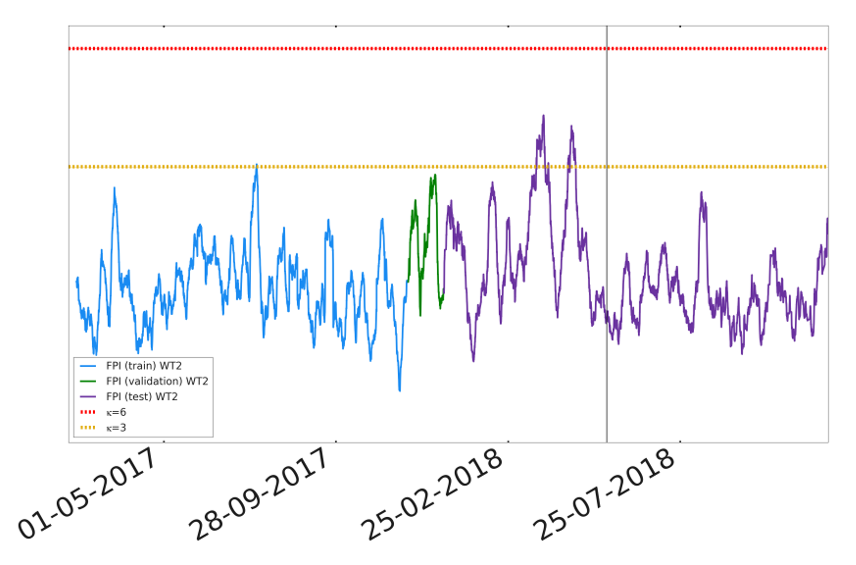 FPI (train) WT2
FPI (validation) WT2
FPI (test) WT2
κ=6
κ=3
01-05-2017
28-09-2017
25-02-2018
25-07-2018